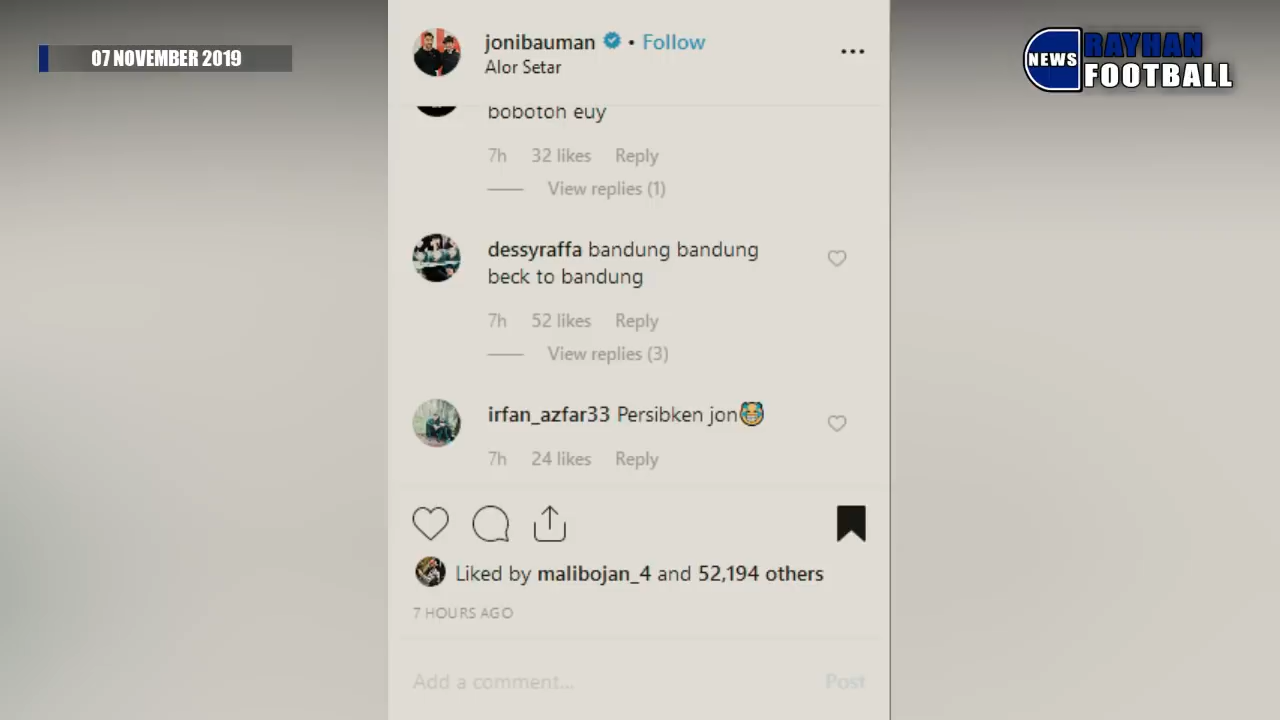 07 NOVEMBER 2019
NEWS
RAYHAN
FOOTBALL
jonibauman • Follow
Alor Setar
bobotoh euy
7h 32 likes Reply
View replies (1)
dessyraffa bandung bandung
beck to bandung
7h 52 likes Reply
View replies (3)
irfan_azfar33 Persibken jon😹
7h 24 likes Reply
Liked by malibojan_4 and 52,194 others
7 HOURS AGO
Add a comment...
Post